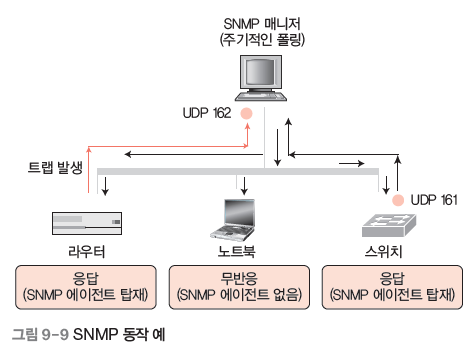 SNMP 매니저
(주기적인 폴링)
UDP 162
트랩 발생
UDP 161
라우터
노트북
스위치
응답
(SNMP 에이전트 탑재)
무반응
(SNMP 에이전트 없음)
응답
(SNMP 에이전트 탑재)
그림 9-9 SNMP 동작 예